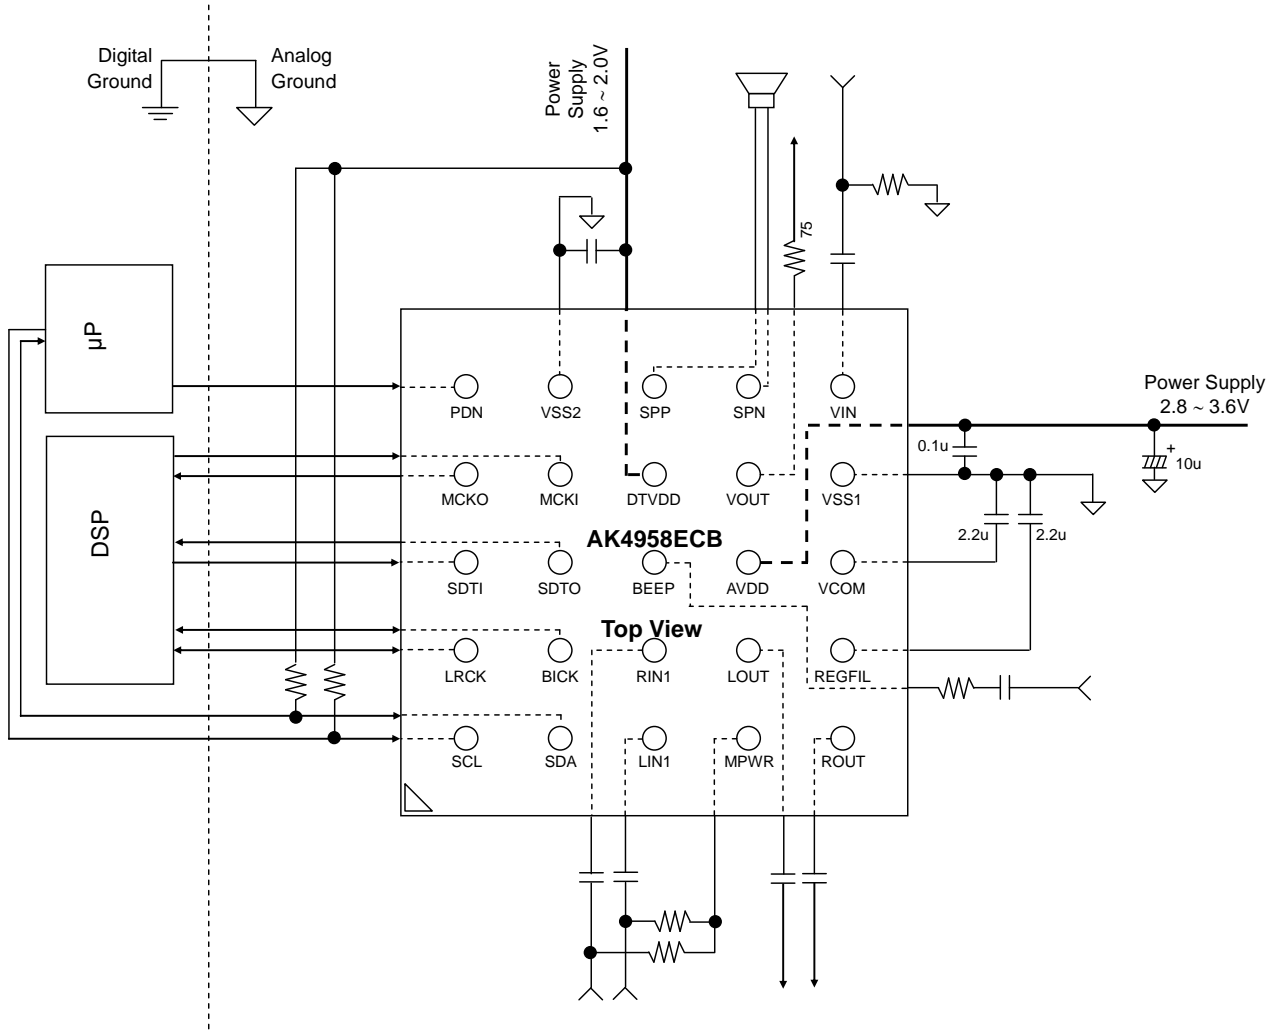 Digital
Ground
Analog
Ground
Power
Supply
1.6 ~ 2.0V
75
µP
DSP
Power Supply
2.8 ~ 3.6V
0.1u
+
10u
2.2u
2.2u
PDN
VSS2
SPP
SPN
VIN
MCKO
MCKI
DTVDD
VOUT
VSS1
AK4958ECB
SDTI
SDTO
BEEP
AVDD
VCOM
Top View
LRCK
BICK
RIN1
LOUT
REGFIL
SCL
SDA
LIN1
MPWR
ROUT